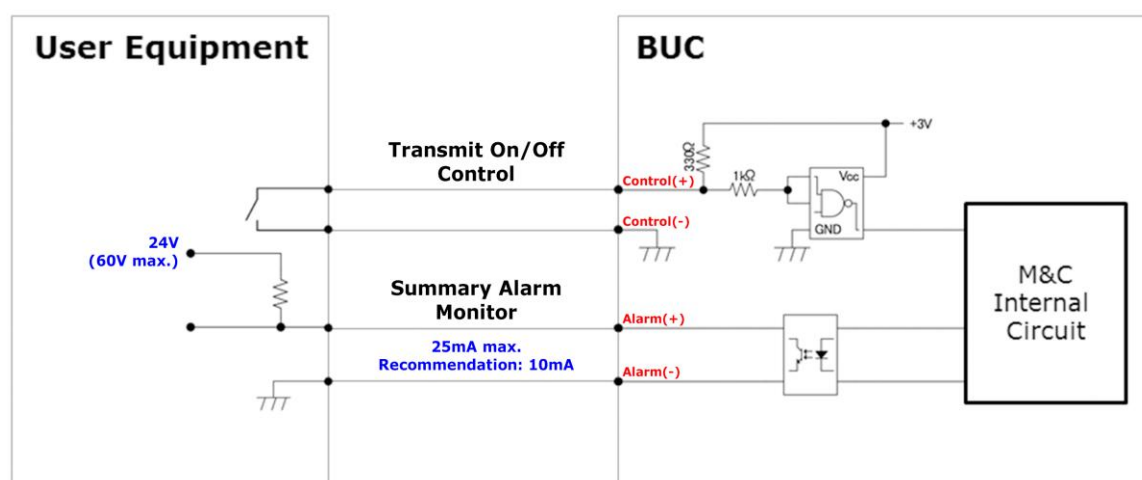 User Equipment
BUC
+3V
330Ω
Transmit On/Off
Control
1kΩ
Vcc
Control(+)
Control(-)
GND
24V
(60V max.)
M&C
Internal
Circuit
Summary Alarm
Monitor
Alarm(+)
25mA max.
Recommendation: 10mA
Alarm(-)